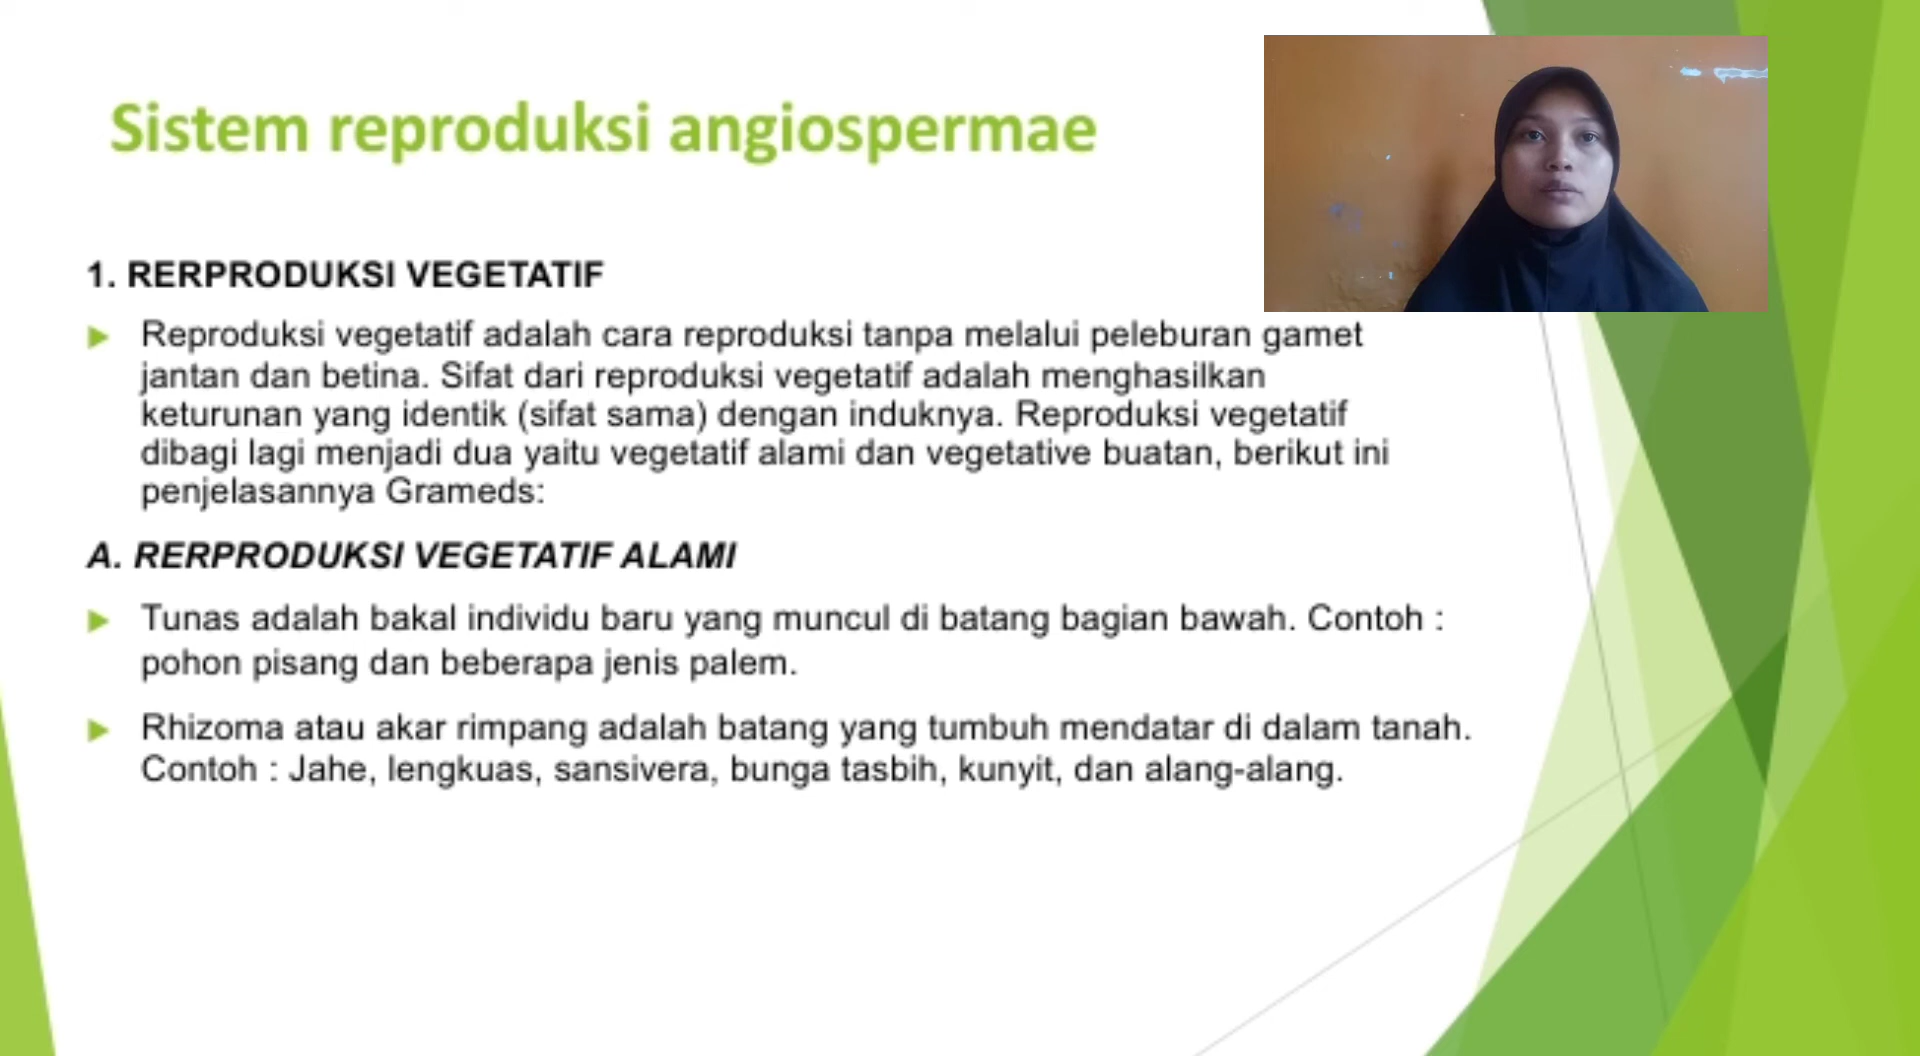 Sistem reproduksi angiospermae
1. RERPRODUKSI VEGETATIF
Reproduksi vegetatif adalah cara reproduksi tanpa melalui peleburan gamet
jantan dan betina. Sifat dari reproduksi vegetatif adalah menghasilkan
keturunan yang identik (sifat sama) dengan induknya. Reproduksi vegetatif
dibagi lagi menjadi dua yaitu vegetatif alami dan vegetative buatan, berikut ini
penjelasannya Grameds:
A. RERPRODUKSI VEGETATIF ALAMI
Tunas adalah bakal individu baru yang muncul di batang bagian bawah. Contoh :
pohon pisang dan beberapa jenis palem.
Rhizoma atau akar rimpang adalah batang yang tumbuh mendatar di dalam tanah.
Contoh : Jahe, lengkuas, sansivera, bunga tasbih, kunyit, dan alang-alang.